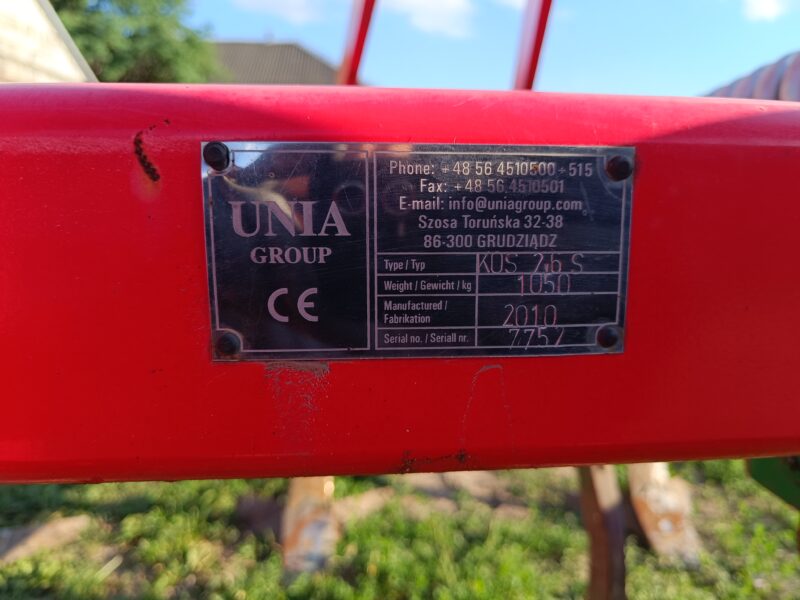 UNIA
GROUP
CE
Phone: +48 56 4510500÷515
Fax: +48 56 4510501
E-mail: info@uniagroup.com
Szosa Toruńska 32-38
86-300 GRUDZIĄDZ
Type / Typ KOS 2,6 S
Weight / Gewicht / kg 1050
Manufactured /
Fabrikation 2010
Serial no. / Seriall nr. 7752